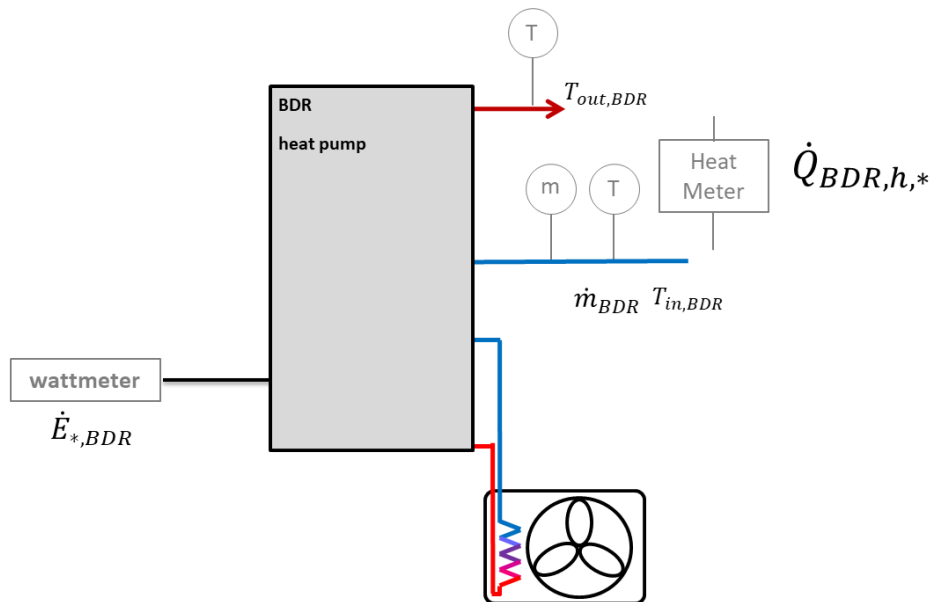 T
T_{out,BDR}
BDR
heat pump
Heat
Meter
Q̇_{BDR,h,*}
m
T
ṁ_{BDR} T_{in,BDR}
wattmeter
Ė_{*,BDR}